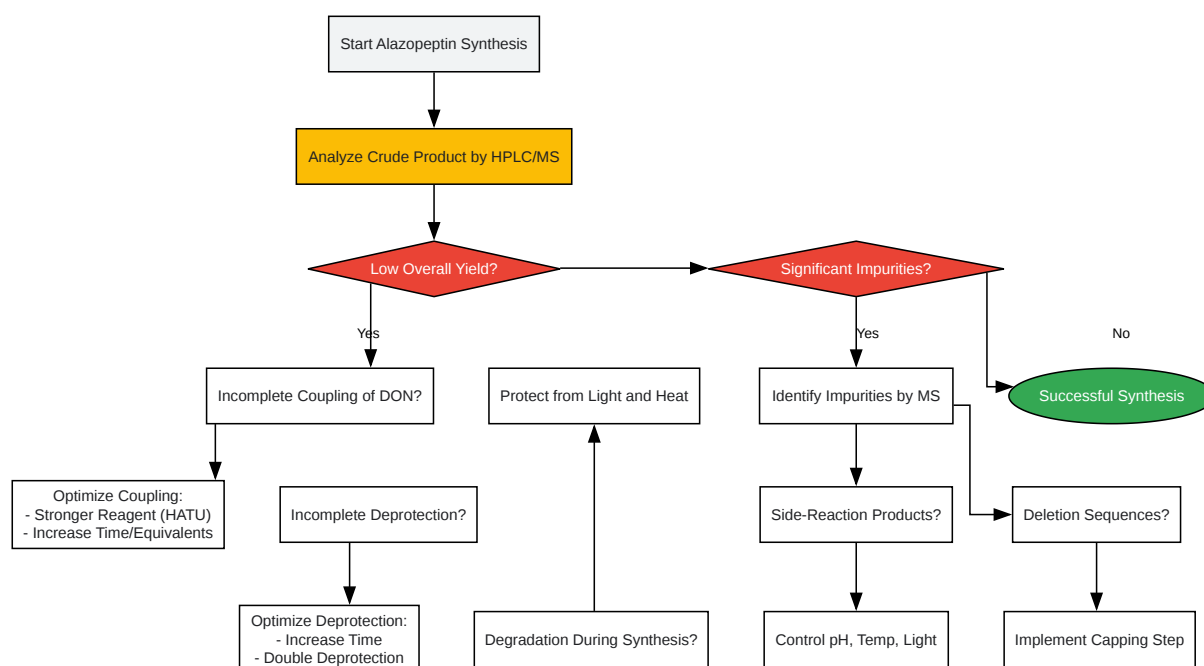 Start Alazopeptin Synthesis
Analyze Crude Product by HPLC/MS
Low Overall Yield?
Significant Impurities?
Yes
Yes
No
Incomplete Coupling of DON?
Protect from Light and Heat
Identify Impurities by MS
Successful Synthesis
Optimize Coupling:
- Stronger Reagent (HATU)
- Increase Time/Equivalents
Incomplete Deprotection?
Side-Reaction Products?
Deletion Sequences?
Optimize Deprotection:
- Increase Time
- Double Deprotection
Degradation During Synthesis?
Control pH, Temp, Light
Implement Capping Step